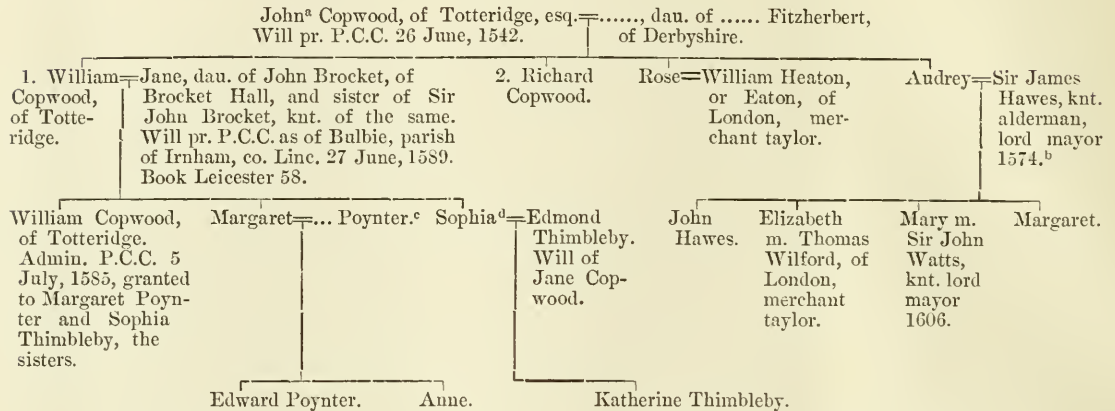 John^a Copwood, of Totteridge, esq.=......, dau. of ...... Fitzherbert,
Will pr. P.C.C. 26 June, 1542. of Derbyshire.
1. William=Jane, dau. of John Brocket, of
Copwood, Brocket Hall, and sister of Sir
of Totte- John Brocket, knt. of the same.
ridge. Will pr. P.C.C. as of Bulbie, parish
of Irnham, co. Linc. 27 June, 1589.
Book Leicester 58.
2. Richard
Copwood.
Rose=William Heaton,
or Eaton, of
London, mer-
chant taylor.
Audrey=Sir James
Hawes, knt.
alderman,
lord mayor
1574.^b
William Copwood,
of Totteridge.
Admin. P.C.C. 5
July, 1585, granted
to Margaret Poyn-
ter and Sophia
Thimbleby, the
sisters.
Margaret=... Poynter.^c
Sophia^d=Edmond
Thimbleby.
Will of
Jane Cop-
wood.
John
Hawes.
Elizabeth
m. Thomas
Wilford, of
London,
merchant
taylor.
Mary m.
Sir John
Watts,
knt. lord
mayor
1606.
Margaret.
Edward Poynter. Anne. Katherine Thimbleby.